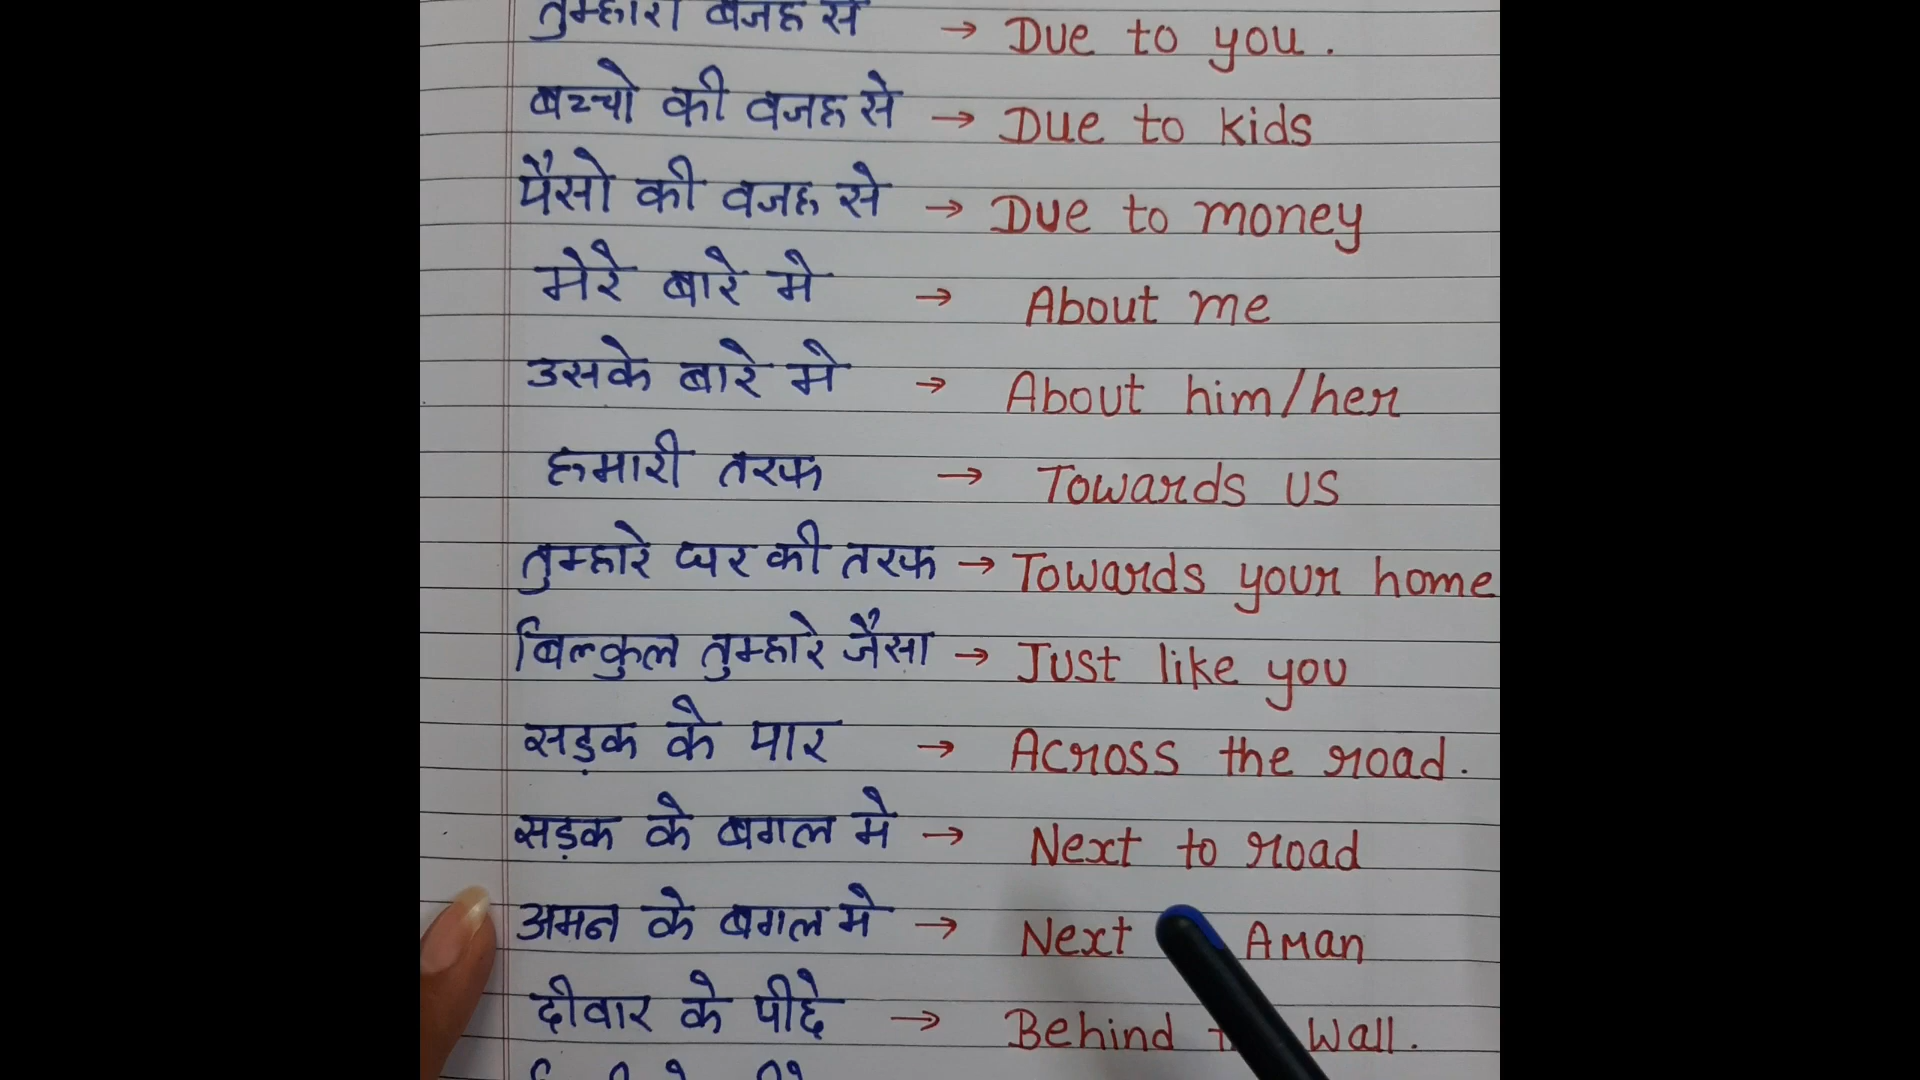 तुम्हारी वजह से → Due to you.
बच्चो की वजह से → Due to kids
पैसो की वजह से → Due to money
मेरे बारे मे → About me
उसके बारे मे → About him/her
हमारी तरफ → Towards us
तुम्हारे घर की तरफ → Towards your home
बिल्कुल तुम्हारे जैसा → Just like you
सड़क के पार → Across the road.
सड़क के बगल मे → Next to road
अमन के बगल मे → Next Aman
दीवार के पीछे → Behind Wall.